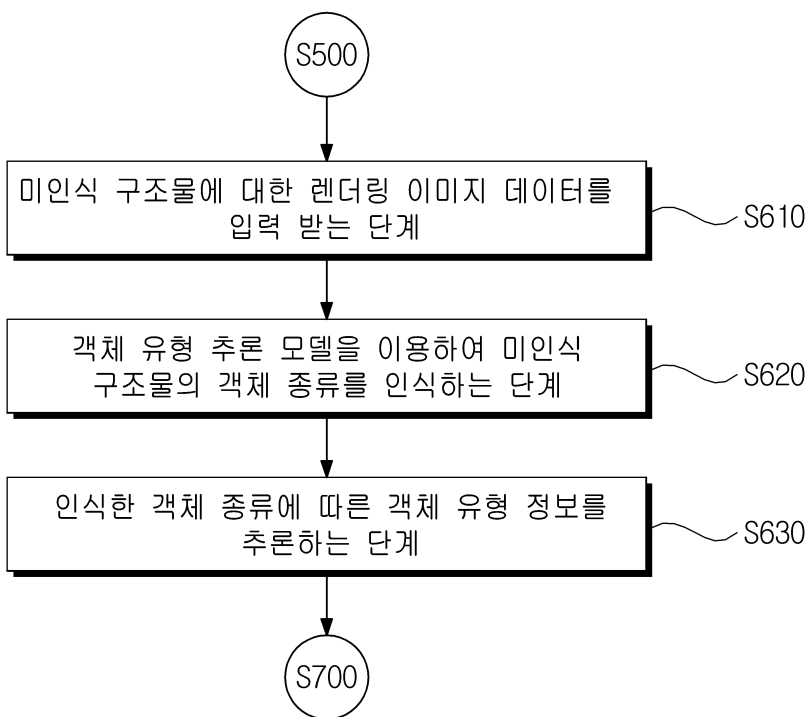 S500
미인식 구조물에 대한 렌더링 이미지 데이터를
입력 받는 단계
S610
객체 유형 추론 모델을 이용하여 미인식
구조물의 객체 종류를 인식하는 단계
S620
인식한 객체 종류에 따른 객체 유형 정보를
추론하는 단계
S630
S700